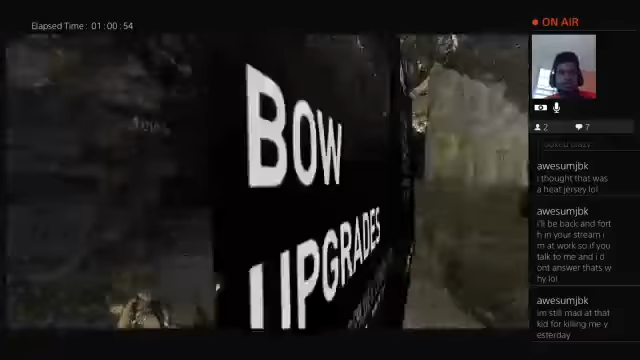 Elapsed Time: 01:00:54
ON AIR
BOW
UPGRADES
2
7
awesumjbk
i thought that was
a heat jersey lol
awesumjbk
i'll be back and fort
h in your stream i
m at work so if you
talk to me and i d
ont answer thats w
hy lol
awesumjbk
im still mad at that
kid for killing me y
esterday